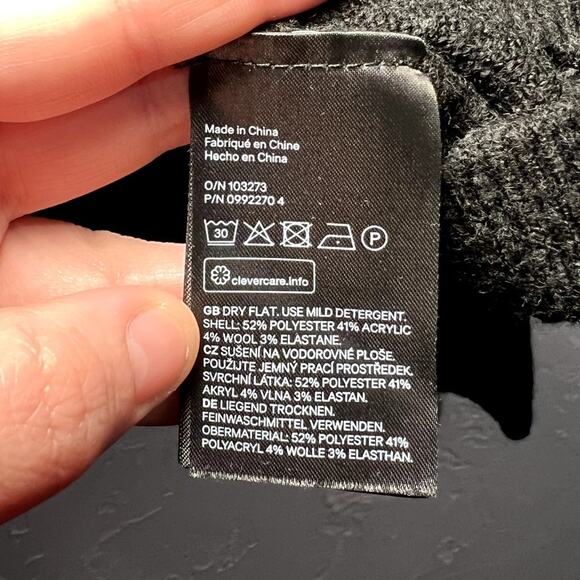 Made in China
Fabriqué en Chine
Hecho en China
O/N 103273
P/N 0992270 4
30 P
clevercare.info
GB DRY FLAT. USE MILD DETERGENT.
SHELL: 52% POLYESTER 41% ACRYLIC
4% WOOL 3% ELASTANE.
CZ SUŠENÍ NA VODOROVNÉ PLOŠE.
POUŽIJTE JEMNÝ PRACÍ PROSTŘEDEK.
SVRCHNÍ LÁTKA: 52% POLYESTER 41%
AKRYL 4% VLNA 3% ELASTAN.
DE LIEGEND TROCKNEN.
FEINWASCHMITTEL VERWENDEN.
OBERMATERIAL: 52% POLYESTER 41%
POLYACRYL 4% WOLLE 3% ELASTHAN.